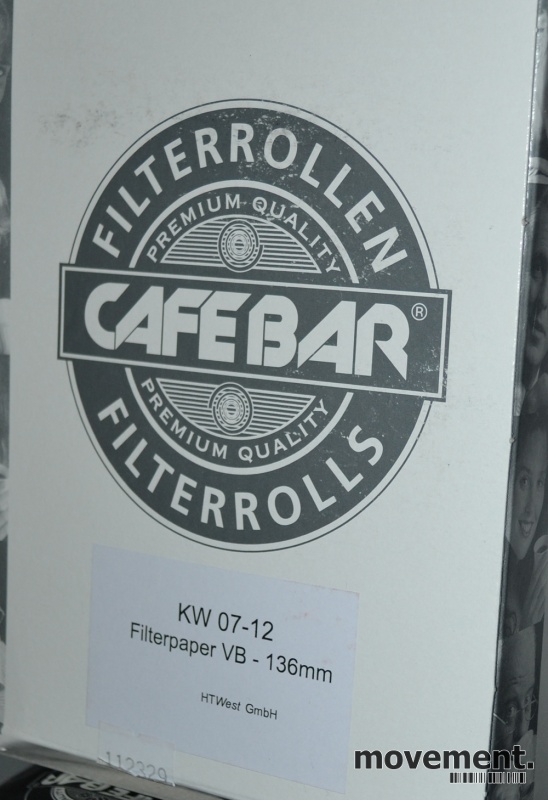 FILTERROLLEN
PREMIUM QUALITY
CAFEBAR®
PREMIUM QUALITY
FILTERROLLS
KW 07-12
Filterpaper VB - 136mm
HTWest GmbH
112329
movement.